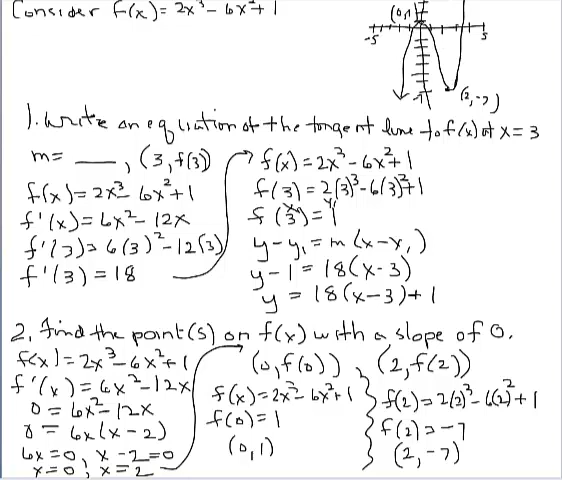 Consider f(x) = 2x³ - 6x² + 1
(0,1
-5
5
-7
(2,-7)
1. Write an equation of the tangent line to f(x) at x = 3
m = ___ , (3, f(3))
f(x) = 2x³ - 6x² + 1
f'(x) = 6x² - 12x
f'(3) = 6(3)² - 12(3)
f'(3) = 18
f(x) = 2x³ - 6x² + 1
f(3) = 2(3)³ - 6(3)² + 1
x₁ y₁
f(3) = 1
y - y₁ = m(x - x₁)
y - 1 = 18(x - 3)
y = 18(x - 3) + 1
2. Find the point(s) on f(x) with a slope of 0.
f(x) = 2x³ - 6x² + 1
f'(x) = 6x² - 12x
0 = 6x² - 12x
0 = 6x(x - 2)
6x = 0, x - 2 = 0
x = 0, x = 2
(0, f(0)) , (2, f(2))
f(x) = 2x³ - 6x² + 1
f(0) = 1
(0, 1)
f(2) = 2(2)³ - 6(2)² + 1
f(2) = -7
(2, -7)